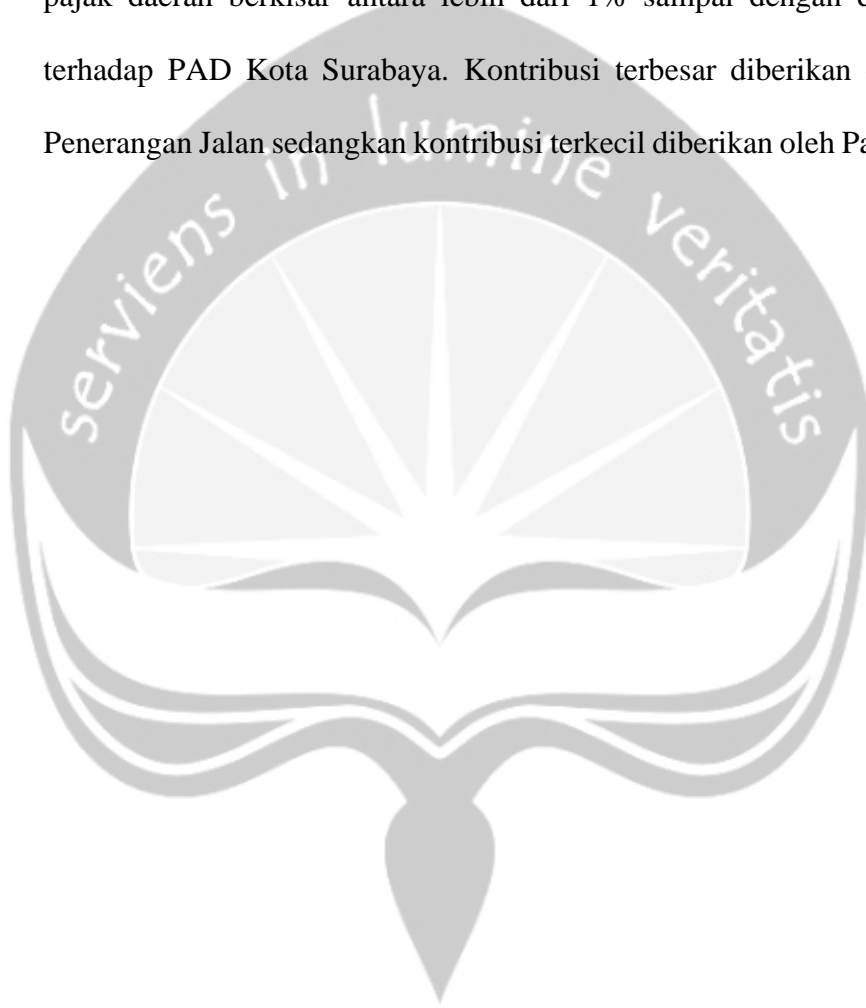 pajak daerah berkisar antara lebih dari 1% sampai dengan
terhadap PAD Kota Surabaya. Kontribusi terbesar diberikan
Penerangan Jalan sedangkan kontribusi terkecil diberikan oleh
serviens in lumine veritatis